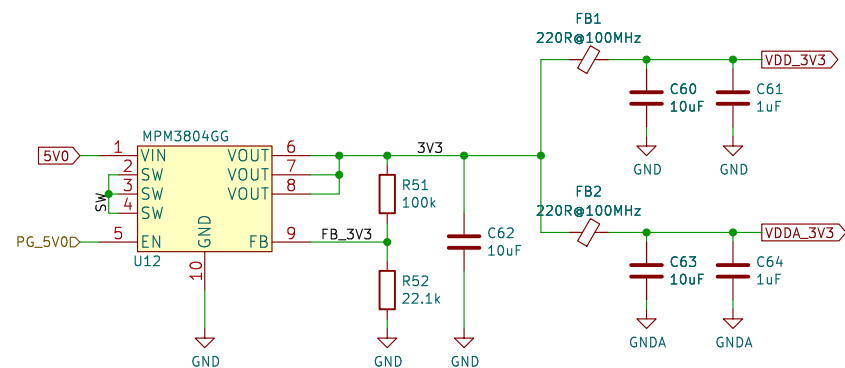 FB1
220R@100MHz
VDD_3V3
C60
10uF
C61
1uF
GND
GND
MPM3804GG
5V0
1 VIN VOUT 6
2 SW VOUT 7
3 SW VOUT 8
4 SW
SW
PG_5V0
5 EN GND FB 9
U12
10
GND
3V3
R51
100k
FB_3V3
R52
22.1k
GND
C62
10uF
GND
FB2
220R@100MHz
VDDA_3V3
C63
10uF
C64
1uF
GNDA
GNDA